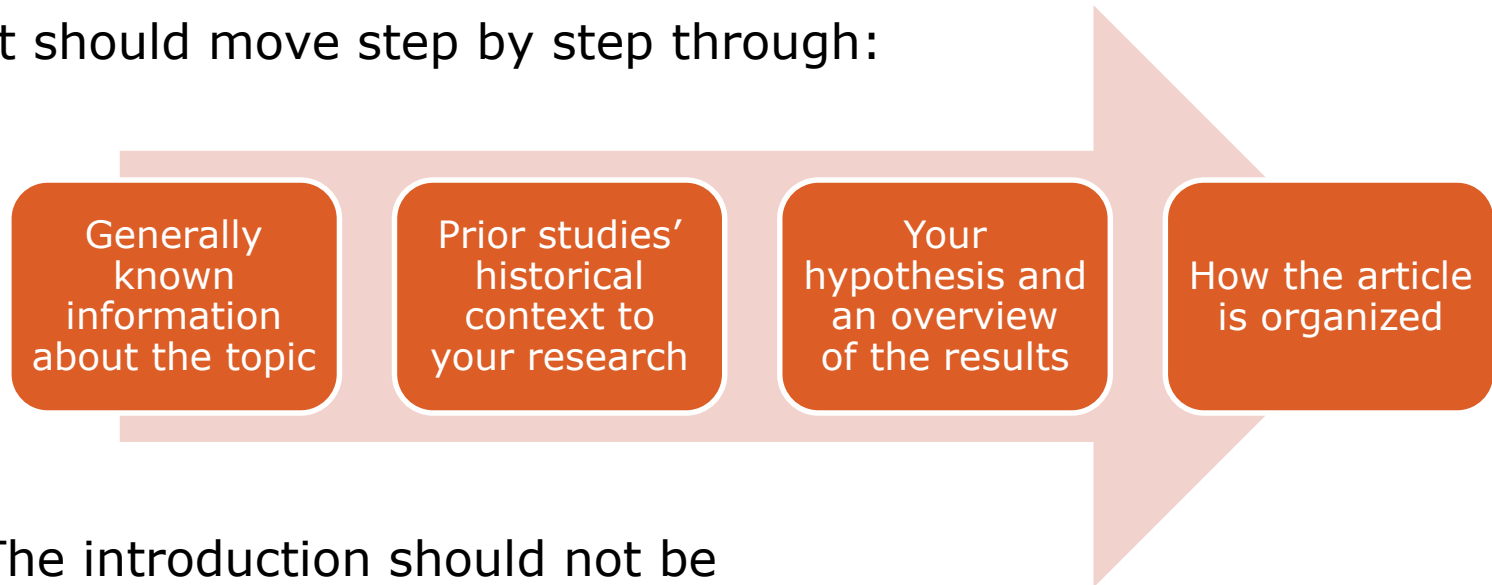 t should move step by step through:
Generally
known
information
about the topic
Prior studies’
historical
context to
your research
Your
hypothesis and
an overview
of the results
How the article
is organized
The introduction should not be